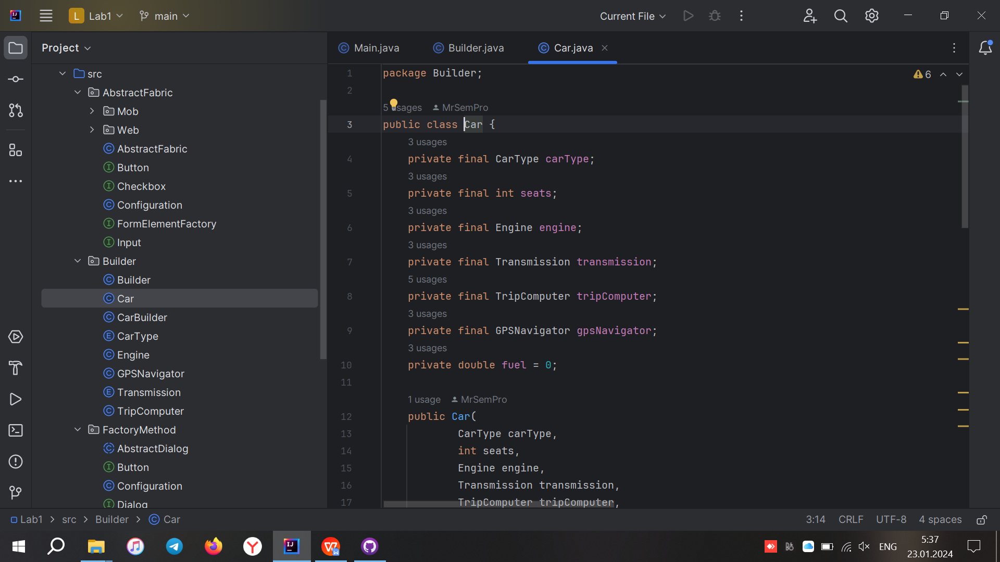 L Lab1 main Current File
Project
src
AbstractFabric
Mob
Web
AbstractFabric
Button
Checkbox
Configuration
FormElementFactory
Input
Builder
Builder
Car
CarBuilder
CarType
Engine
GPSNavigator
Transmission
TripComputer
FactoryMethod
AbstractDialog
Button
Configuration
Dialog
Main.java Builder.java Car.java
6
1 package Builder;
2
5 usages MrSemPro
3 public class Car {
3 usages
4 private final CarType carType;
3 usages
5 private final int seats;
3 usages
6 private final Engine engine;
3 usages
7 private final Transmission transmission;
5 usages
8 private final TripComputer tripComputer;
3 usages
9 private final GPSNavigator gpsNavigator;
3 usages
10 private double fuel = 0;
11
1 usage MrSemPro
12 public Car(
13 CarType carType,
14 int seats,
15 Engine engine,
16 Transmission transmission,
17 TripComputer tripComputer,
Lab1 > src > Builder > Car 3:14 CRLF UTF-8 4 spaces
ENG 5:37
23.01.2024